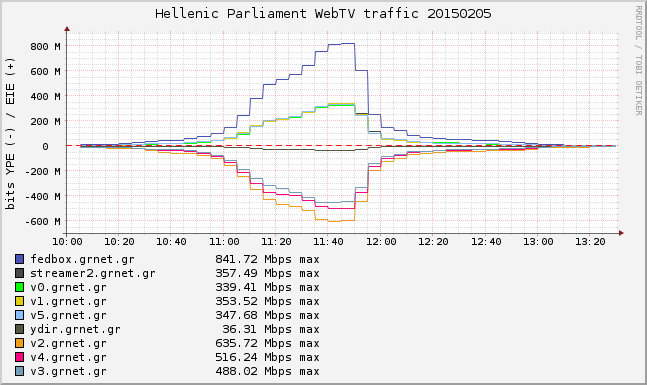 Hellenic Parliament WebTV traffic 20150205
RRDTOOL / TOBI OETIKER
bits YPE (-) / EIE (+)
800 M
600 M
400 M
200 M
0
-200 M
-400 M
-600 M
10:00 10:20 10:40 11:00 11:20 11:40 12:00 12:20 12:40 13:00 13:20
fedbox.grnet.gr 841.72 Mbps max
streamer2.grnet.gr 357.49 Mbps max
v0.grnet.gr 339.41 Mbps max
v1.grnet.gr 353.52 Mbps max
v5.grnet.gr 347.68 Mbps max
ydir.grnet.gr 36.31 Mbps max
v2.grnet.gr 635.72 Mbps max
v4.grnet.gr 516.24 Mbps max
v3.grnet.gr 488.02 Mbps max